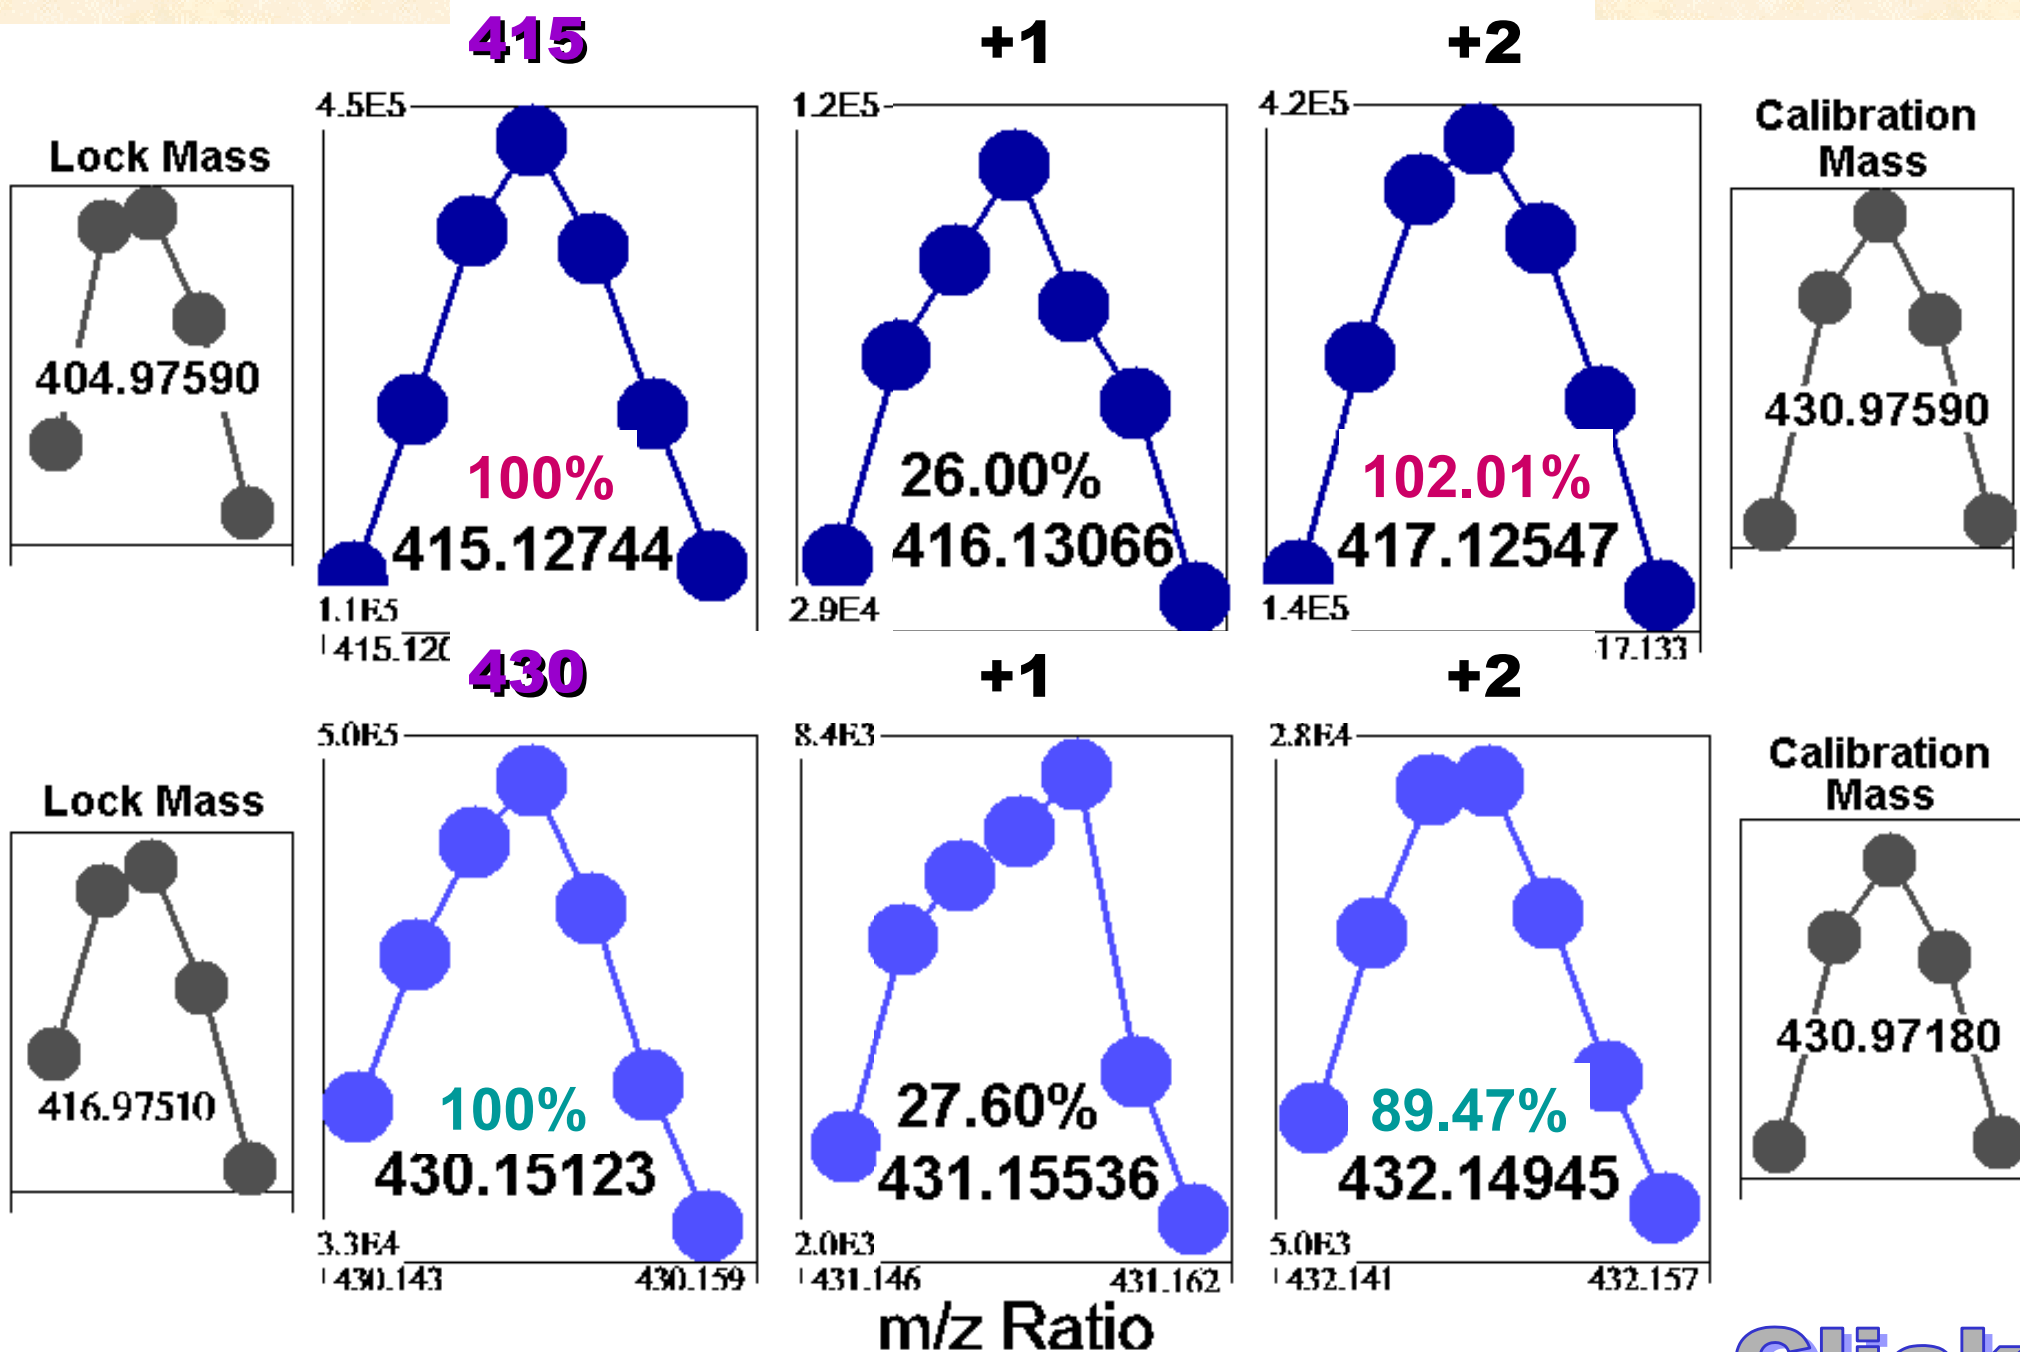 415
+1
+2
4.5E5
1.2E5
4.2E5
Lock Mass
Calibration
Mass
404.97590
430.97590
100%
26.00%
102.01%
415.12744
416.13066
417.12547
1.1E5
2.9E4
1.4E5
415.120
17.133
430
+1
+2
5.0E5
8.4E3
2.8E4
Lock Mass
Calibration
Mass
416.97510
430.97180
100%
27.60%
89.47%
430.15123
431.15536
432.14945
3.3E4
2.0E3
5.0E3
430.143
430.159
431.146
431.162
432.141
432.157
m/z Ratio